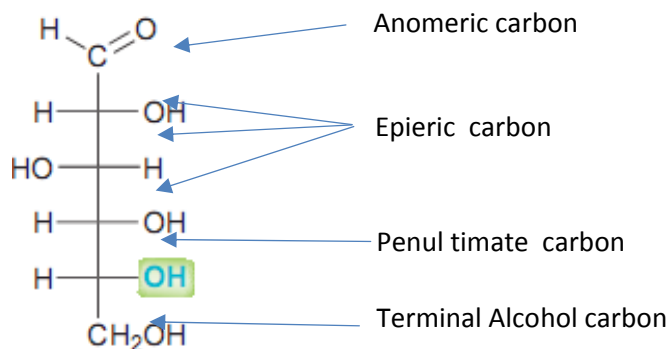 H O Anomeric carbon
C
H OH Epieric carbon
HO H
H OH Penul timate carbon
H OH
CH₂OH Terminal Alcohol carbon